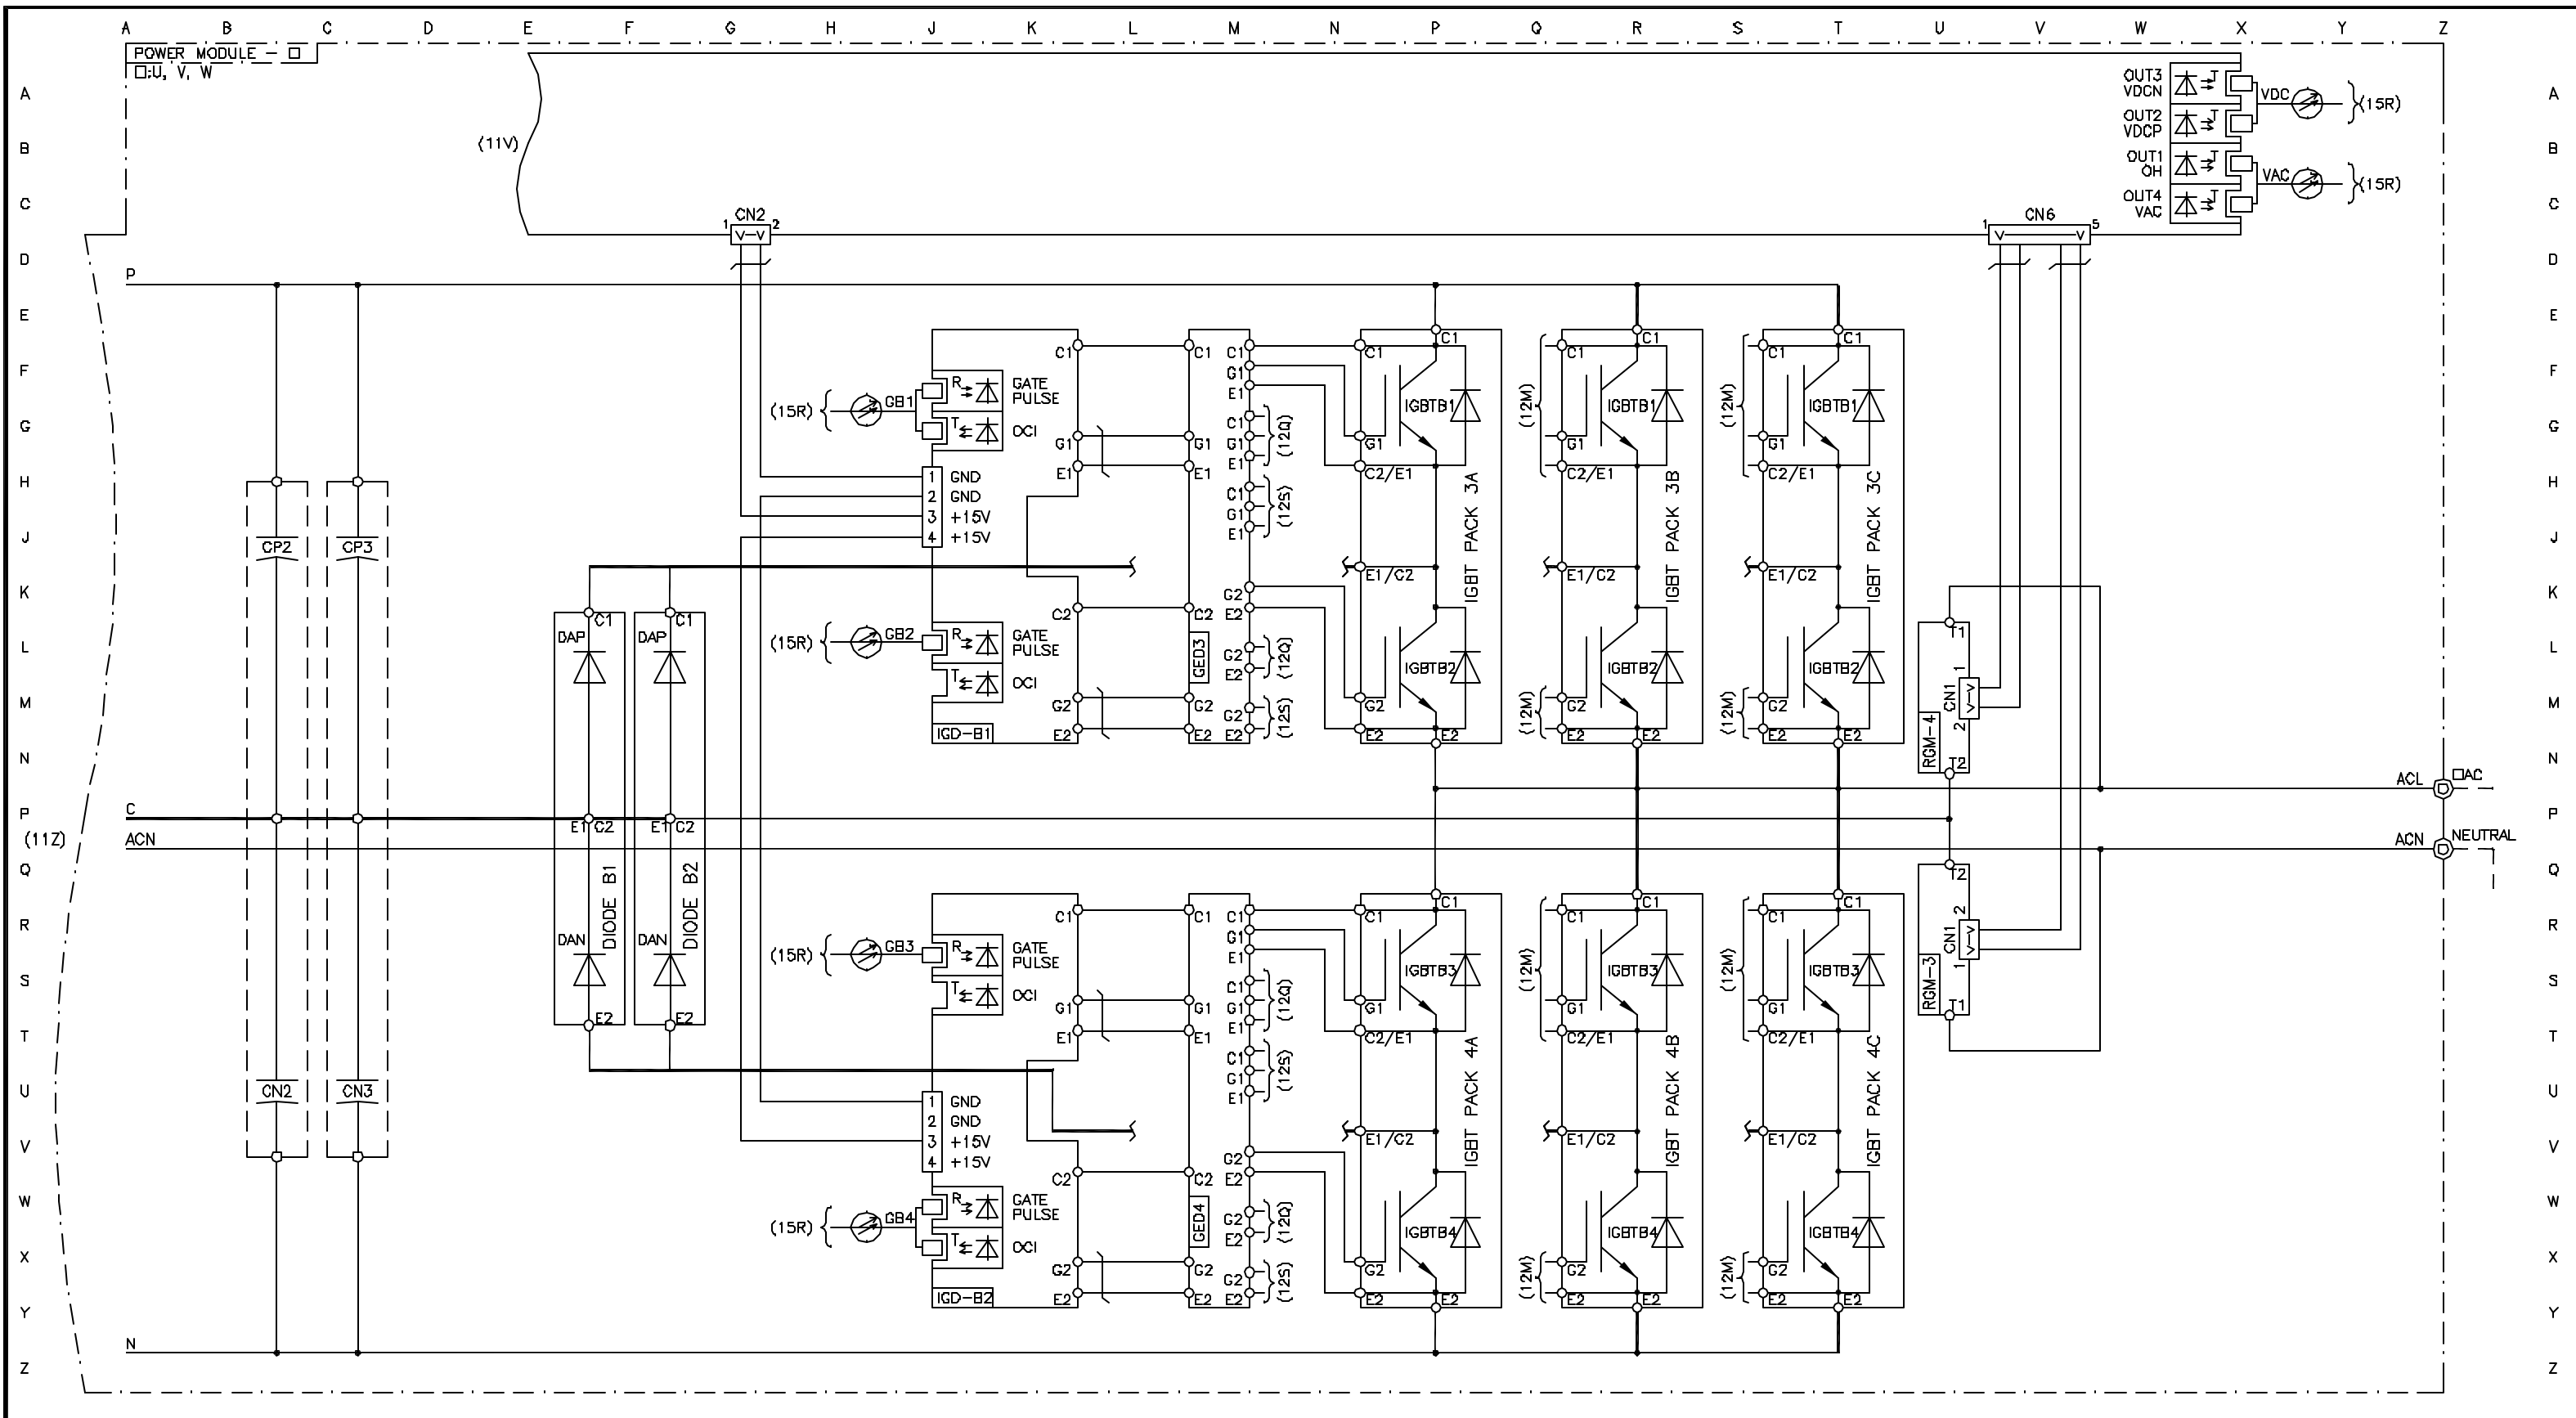 A B C D E F G H J K L M N P Q R S T U V W X Y Z
POWER MODULE - □
□:U, V, W
A
B
C
D
E
F
G
H
J
K
L
M
N
P
(11Z)
Q
R
S
T
U
V
W
X
Y
Z
A
B
C
D
E
F
G
H
J
K
L
M
N
P
Q
R
S
T
U
V
W
X
Y
Z
(11V)
OUT3
VDCN
T
OUT2
VDCP
T
OUT1
OH
T
OUT4
VAC
T
VDC
(15R)
VAC
(15R)
CN2
1
2
V-V
CN6
1
5
V
V
P
CP2
CP3
CN2
CN3
C
ACN
N
DAP
C1
E1
C2
DAN
E2
DIODE B1
DAP
C1
E1
C2
DAN
E2
DIODE B2
(15R)
GB1
R
GATE
PULSE
T
OCI
1 GND
2 GND
3 +15V
4 +15V
(15R)
GB2
R
GATE
PULSE
T
OCI
IGD-B1
C1
G1
E1
C2
G2
E2
C1
G1
E1
C2
G2
E2
GED3
C1
G1
E1
C1
G1
E1
(12Q)
C1
G1
E1
(12S)
G2
E2
G2
E2
(12Q)
G2
E2
(12S)
C1
C1
IGBTB1
G1
C2/E1
E1/C2
IGBTB2
G2
E2
E2
IGBT PACK 3A
(12M)
C1
C1
IGBTB1
G1
C2/E1
E1/C2
IGBTB2
(12M)
G2
E2
E2
IGBT PACK 3B
(12M)
C1
C1
IGBTB1
G1
C2/E1
E1/C2
IGBTB2
(12M)
G2
E2
E2
IGBT PACK 3C
T1
1
CN1
2
RGM-4
T2
ACL
□AC
ACN
NEUTRAL
T2
2
CN1
1
RGM-3
T1
(15R)
GB3
R
GATE
PULSE
T
OCI
1 GND
2 GND
3 +15V
4 +15V
(15R)
GB4
R
GATE
PULSE
T
OCI
IGD-B2
C1
G1
E1
C2
G2
E2
C1
G1
E1
C2
G2
E2
GED4
C1
G1
E1
C1
G1
E1
(12Q)
C1
G1
E1
(12S)
G2
E2
G2
E2
(12Q)
G2
E2
(12S)
C1
C1
IGBTB3
G1
C2/E1
E1/C2
IGBTB4
G2
E2
E2
IGBT PACK 4A
(12M)
C1
C1
IGBTB3
G1
C2/E1
E1/C2
IGBTB4
(12M)
G2
E2
E2
IGBT PACK 4B
(12M)
C1
C1
IGBTB3
G1
C2/E1
E1/C2
IGBTB4
(12M)
G2
E2
E2
IGBT PACK 4C